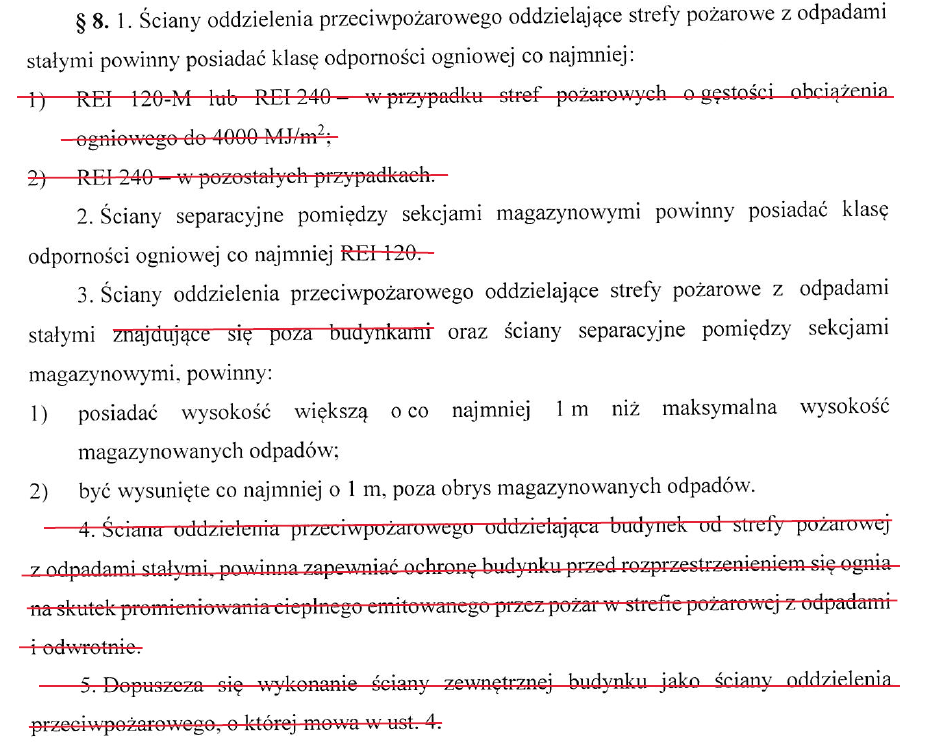 § 8. 1. Ściany oddzielenia przeciwpożarowego oddzielające strefy pożarowe z odpadami
stałymi powinny posiadać klasę odporności ogniowej co najmniej:
1) REI 120-M lub REI 240 – w przypadku stref pożarowych o gęstości obciążenia
ogniowego do 4000 MJ/m²;
2) REI 240 – w pozostałych przypadkach.
2. Ściany separacyjne pomiędzy sekcjami magazynowymi powinny posiadać klasę
odporności ogniowej co najmniej REI 120.
3. Ściany oddzielenia przeciwpożarowego oddzielające strefy pożarowe z odpadami
stałymi znajdujące się poza budynkami oraz ściany separacyjne pomiędzy sekcjami
magazynowymi, powinny:
1) posiadać wysokość większą o co najmniej 1 m niż maksymalna wysokość
magazynowanych odpadów;
2) być wysunięte co najmniej o 1 m, poza obrys magazynowanych odpadów.
4. Ściana oddzielenia przeciwpożarowego oddzielająca budynek od strefy pożarowej
z odpadami stałymi, powinna zapewniać ochronę budynku przed rozprzestrzenieniem się ognia
na skutek promieniowania cieplnego emitowanego przez pożar w strefie pożarowej z odpadami
i odwrotnie.
5. Dopuszcza się wykonanie ściany zewnętrznej budynku jako ściany oddzielenia
przeciwpożarowego, o której mowa w ust. 4.